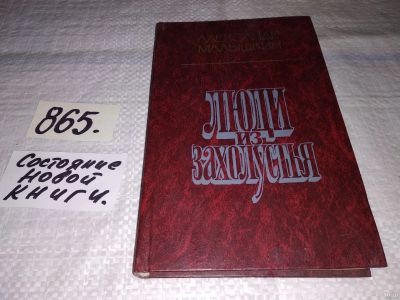 865.
Состояние
новой
книги.
АЛЕКСАНДР
МАЛЫШКИН
ЛЮДИ
ИЗ
ЗАХОЛУСТЬЯ